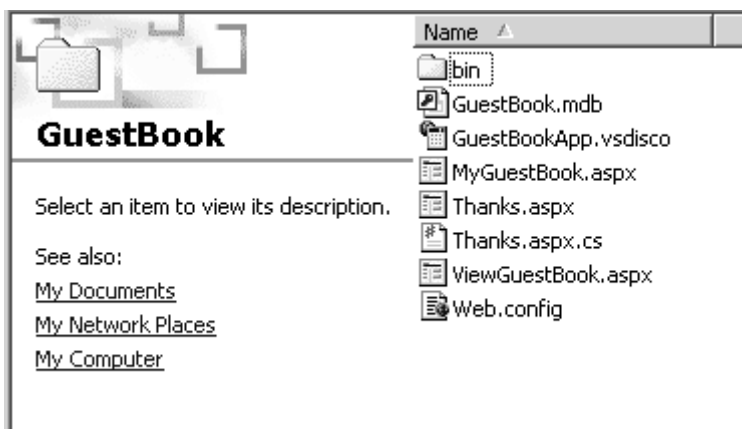 GuestBook
Select an item to view its description.
See also:
My Documents
My Network Places
My Computer
Name
bin
GuestBook.mdb
GuestBookApp.vsdisco
MyGuestBook.aspx
Thanks.aspx
Thanks.aspx.cs
ViewGuestBook.aspx
Web.config